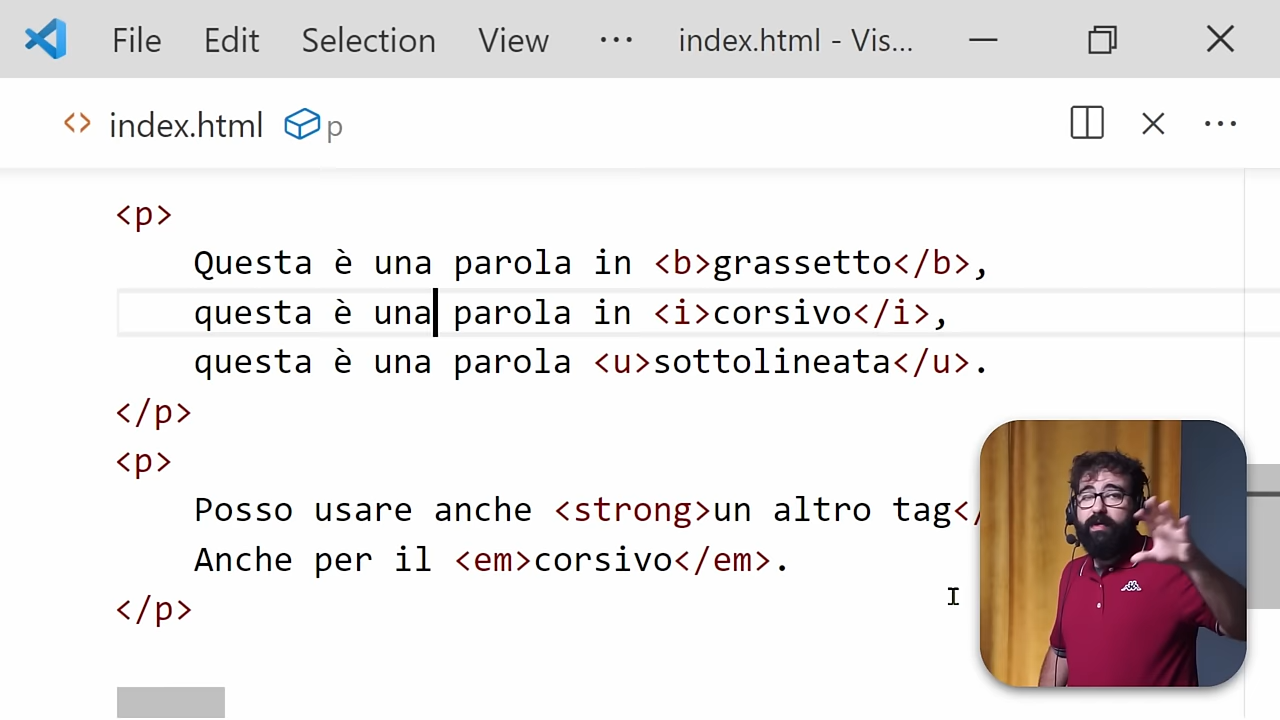 File Edit Selection View ··· index.html - Vis...
<> index.html p ···
<p>
Questa è una parola in <b>grassetto</b>,
questa è una parola in <i>corsivo</i>,
questa è una parola <u>sottolineata</u>.
</p>
<p>
Posso usare anche <strong>un altro tag</
Anche per il <em>corsivo</em>.
</p>